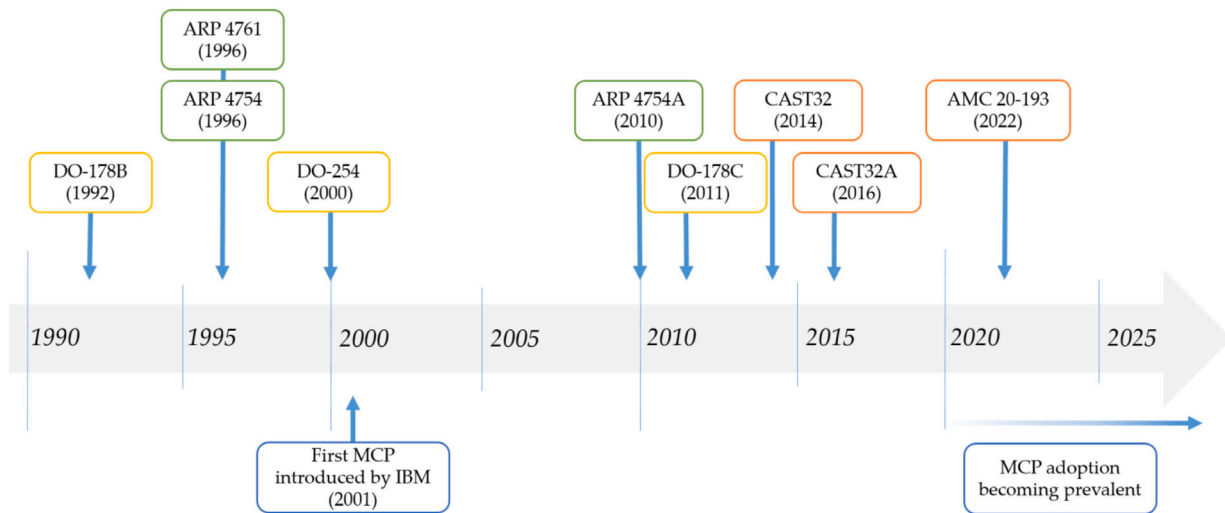 ARP 4761
(1996)
ARP 4754
(1996)
ARP 4754A
(2010)
CAST32
(2014)
AMC 20-193
(2022)
DO-178B
(1992)
DO-254
(2000)
DO-178C
(2011)
CAST32A
(2016)
1990
1995
2000
2005
2010
2015
2020
2025
First MCP
introduced by IBM
(2001)
MCP adoption
becoming prevalent